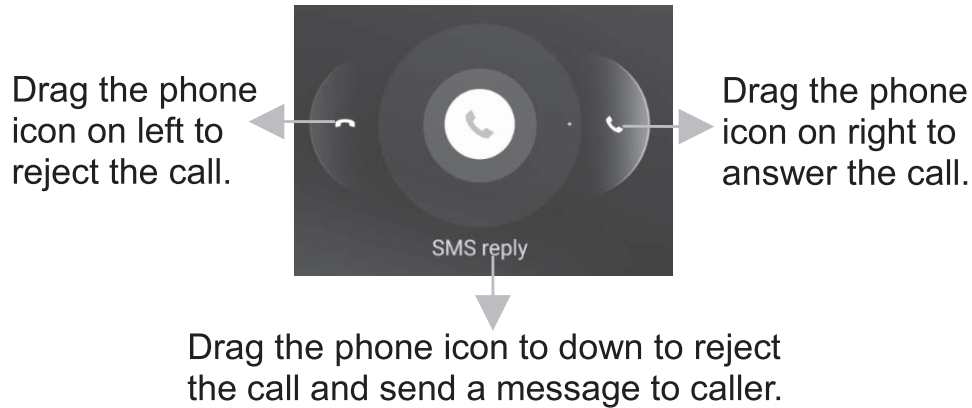 Drag the phone
icon on left to
reject the call.
Drag the phone
icon on right to
answer the call.
SMS reply
Drag the phone icon to down to reject
the call and send a message to caller.